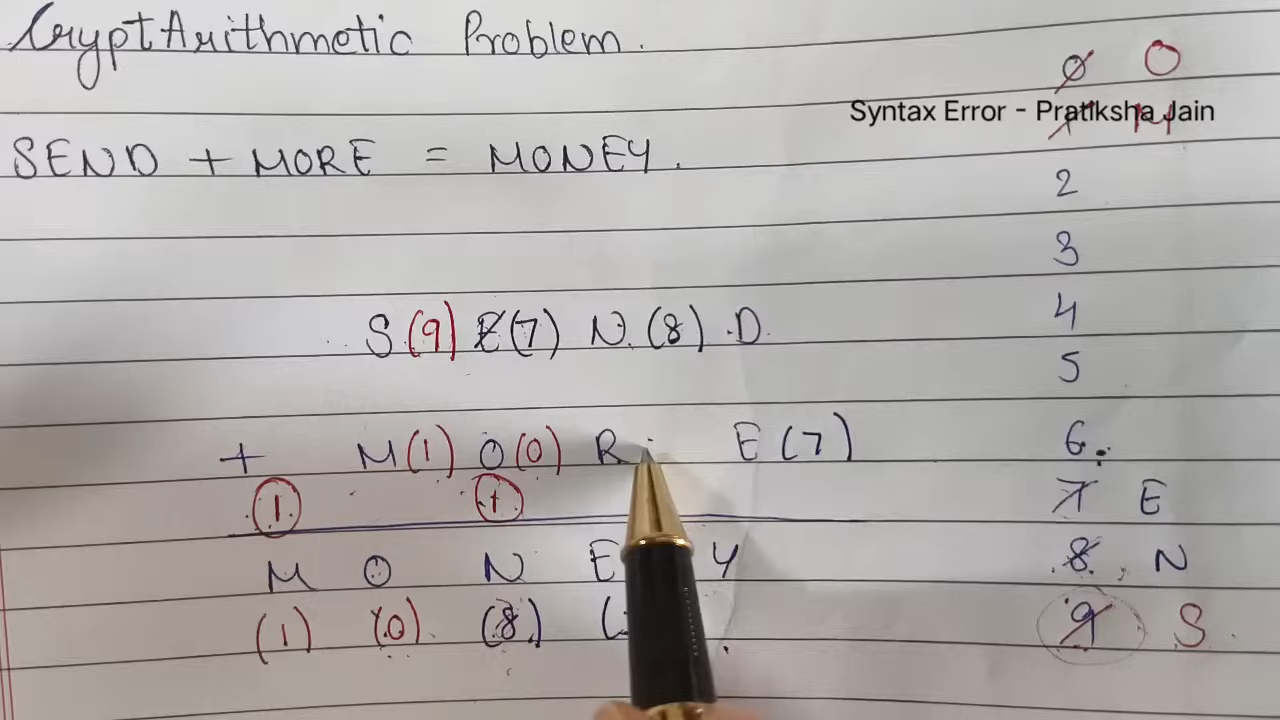 CryptArithmetic Problem.
0 O
Syntax Error - Pratiksha Jain
1 M
SEND + MORE = MONEY.
2
3
S (9) E (7) N (8) D
4
5
+ M (1) O (0) R E (7)
6
1 1
7 E
M O N E Y
8 N
(1) (0) (8) (
9 S